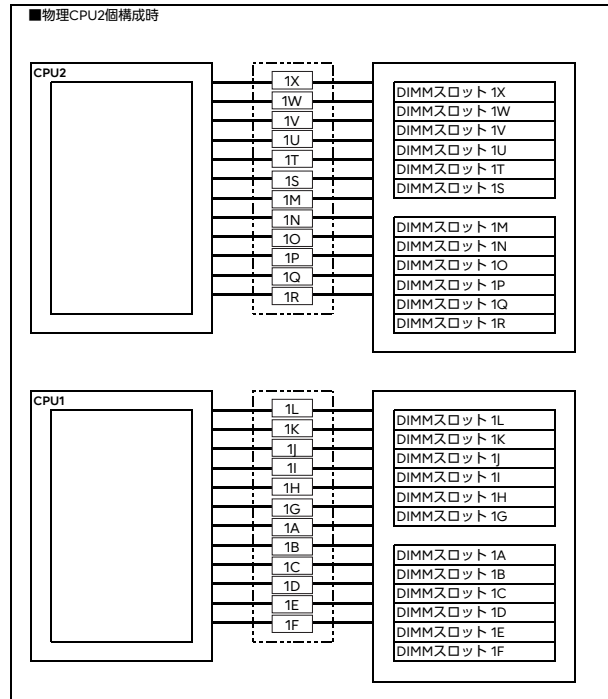 ■物理CPU2個構成時
CPU2
1X
1W
1V
1U
1T
1S
1M
1N
1O
1P
1Q
1R
DIMMスロット 1X
DIMMスロット 1W
DIMMスロット 1V
DIMMスロット 1U
DIMMスロット 1T
DIMMスロット 1S
DIMMスロット 1M
DIMMスロット 1N
DIMMスロット 1O
DIMMスロット 1P
DIMMスロット 1Q
DIMMスロット 1R
CPU1
1L
1K
1J
1I
1H
1G
1A
1B
1C
1D
1E
1F
DIMMスロット 1L
DIMMスロット 1K
DIMMスロット 1J
DIMMスロット 1I
DIMMスロット 1H
DIMMスロット 1G
DIMMスロット 1A
DIMMスロット 1B
DIMMスロット 1C
DIMMスロット 1D
DIMMスロット 1E
DIMMスロット 1F